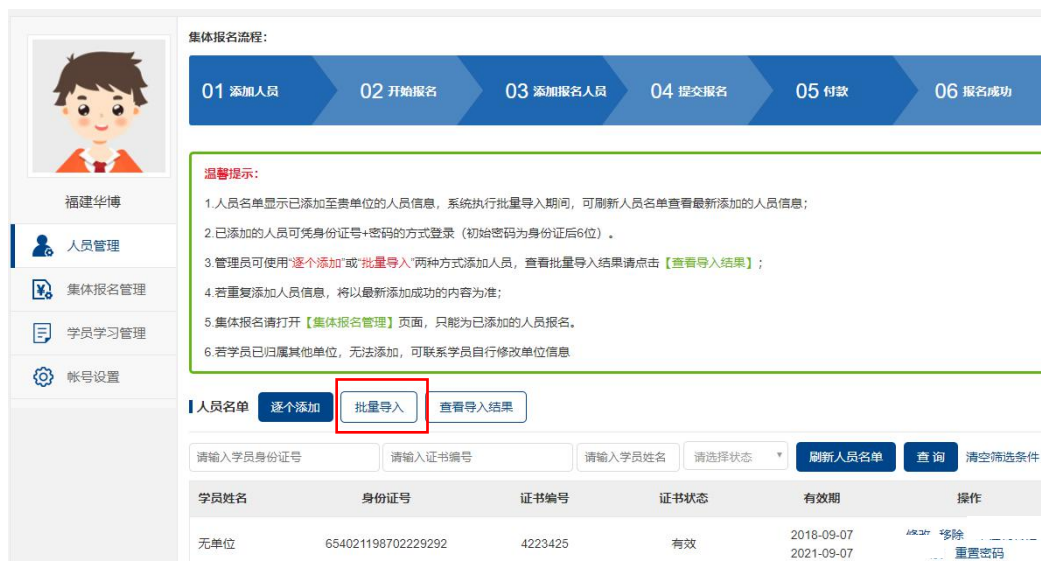 集体报名流程：
01 添加人员 02 开始报名 03 添加报名人员 04 提交报名 05 付款 06 报名成功
福建华博
人员管理
集体报名管理
学员学习管理
帐号设置
温馨提示：
1.人员名单显示已添加至贵单位的人员信息，系统执行批量导入期间，可刷新人员名单查看最新添加的人员信息；
2.已添加的人员可凭身份证号+密码的方式登录（初始密码为身份证后6位）.
3.管理员可使用“逐个添加”或“批量导入”两种方式添加人员，查看批量导入结果请点击【查看导入结果】；
4.若重复添加人员信息，将以最新添加成功的内容为准；
5.集体报名请打开【集体报名管理】页面，只能为已添加的人员报名。
6.若学员已归属其他单位，无法添加，可联系学员自行修改单位信息
人员名单 逐个添加 批量导入 查看导入结果
请输入学员身份证号 请输入证书编号 请输入学员姓名 请选择状态 刷新人员名单 查 询 清空筛选条件
学员姓名 身份证号 证书编号 证书状态 有效期 操作
无单位 654021198702229292 4223425 有效 2018-09-07 修改 移除
2021-09-07 重置密码